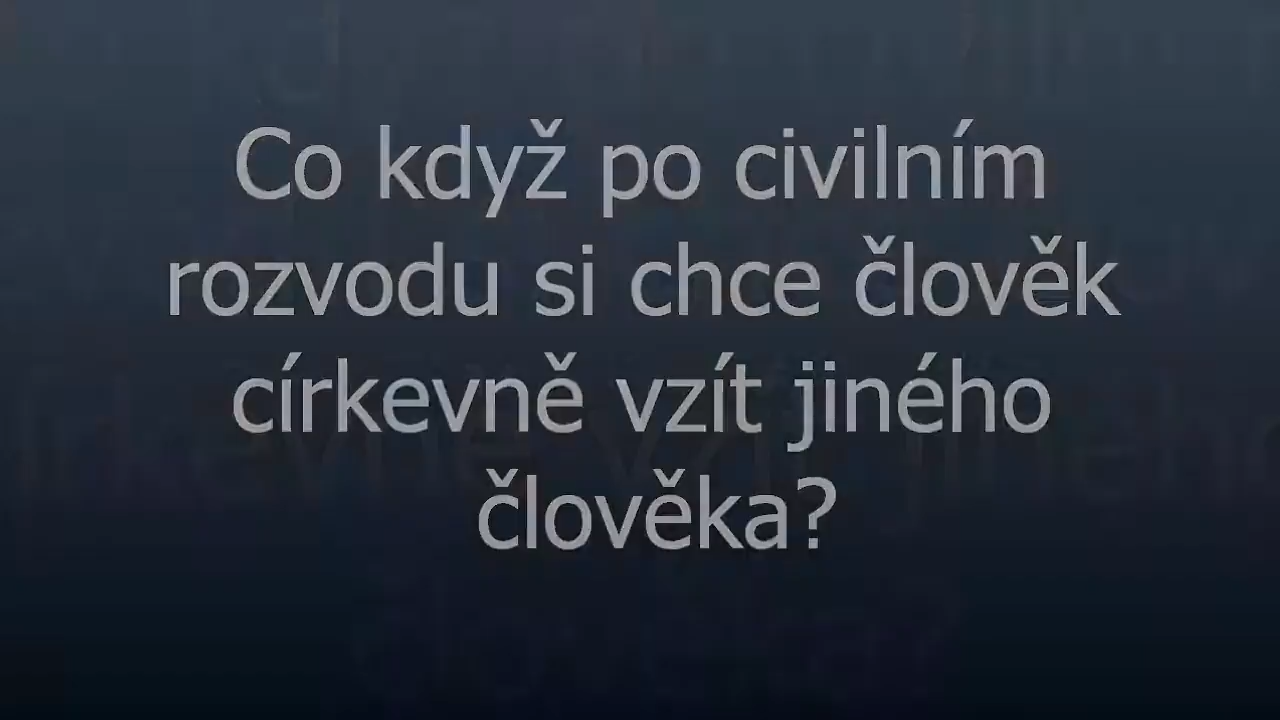 Co když po civilním
rozvodu si chce člověk
církevně vzít jiného
člověka?